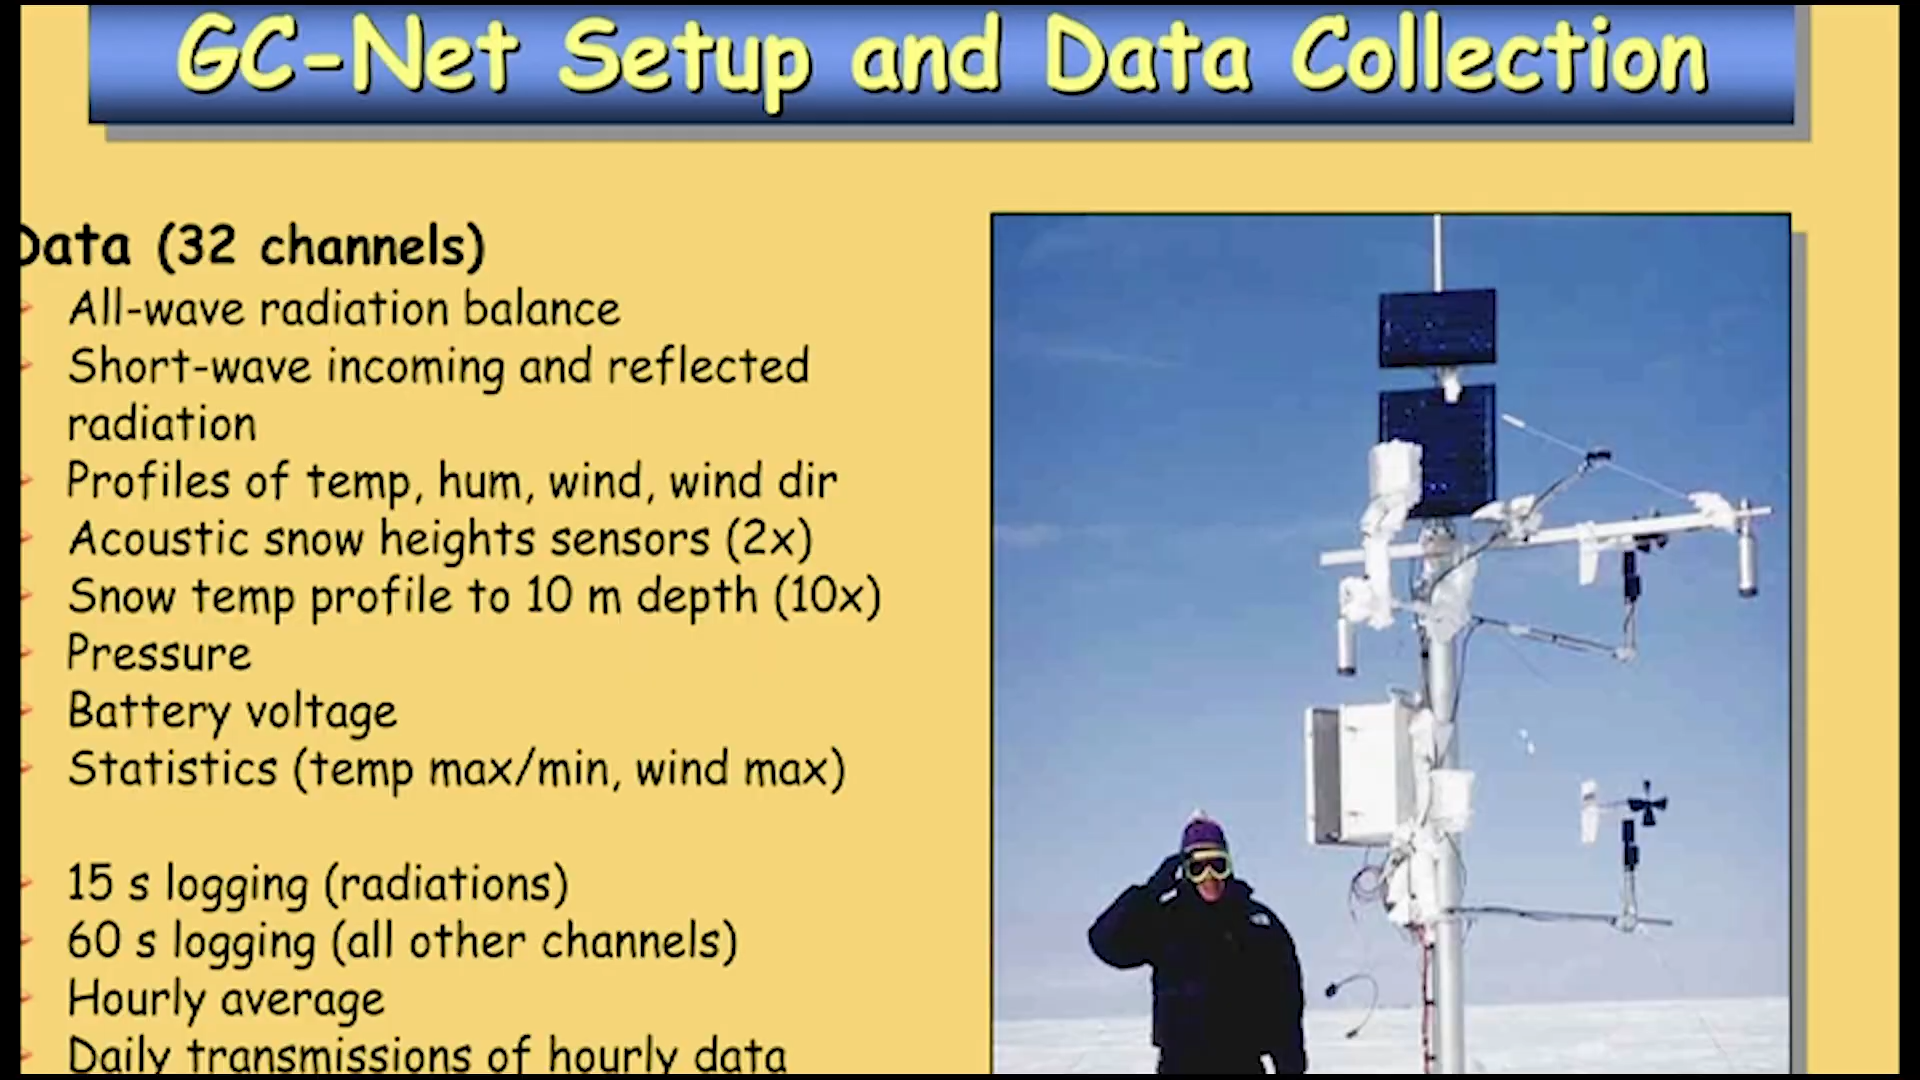 GC-Net Setup and Data Collection
Data (32 channels)
All-wave radiation balance
Short-wave incoming and reflected
radiation
Profiles of temp, hum, wind, wind dir
Acoustic snow heights sensors (2x)
Snow temp profile to 10 m depth (10x)
Pressure
Battery voltage
Statistics (temp max/min, wind max)
15 s logging (radiations)
60 s logging (all other channels)
Hourly average
Daily transmissions of hourly data